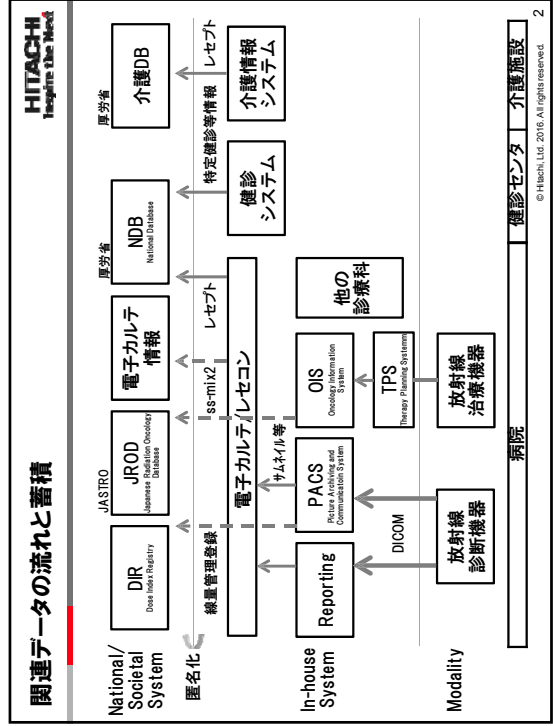 関連データの流れと蓄積
HITACHI
Inspire the Next
National/
Societal
System
DIR
Dose Index Registry
JASTRO
JROD
Japanese Radiation Oncology
Database
電子カルテ
情報
厚労省
NDB
National Database
厚労省
介護DB
匿名化
線量管理登録
ss-mix2
レセプト
特定健診等情報
レセプト
電子カルテ/レセコン
健診
システム
介護情報
システム
サムネイル等
In-house
System
Reporting
PACS
Picture Archiving and
Communicatoin System
OIS
Oncology Information
System
他の
診療科
TPS
Therapy Planning Systemm
DICOM
Modality
放射線
診断機器
放射線
治療機器
病院
健診センタ
介護施設
© Hitachi, Ltd. 2016. All rights reserved.
2